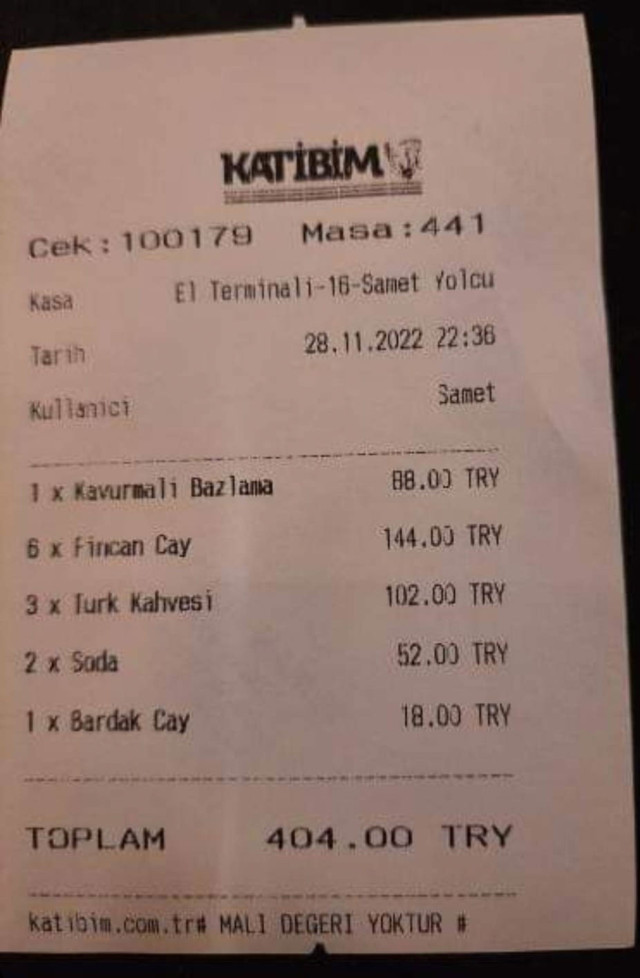 KATİBİM
Cek:100179 Masa:441
Kasa El Terminali-16-Samet Yolcu
Tarih 28.11.2022 22:36
Kullanici Samet
1 x Kavurmali Bazlama 88.00 TRY
6 x Fincan Cay 144.00 TRY
3 x Turk Kahvesi 102.00 TRY
2 x Soda 52.00 TRY
1 x Bardak Cay 18.00 TRY
TOPLAM 404.00 TRY
katibim.com.tr# MALI DEGERI YOKTUR #